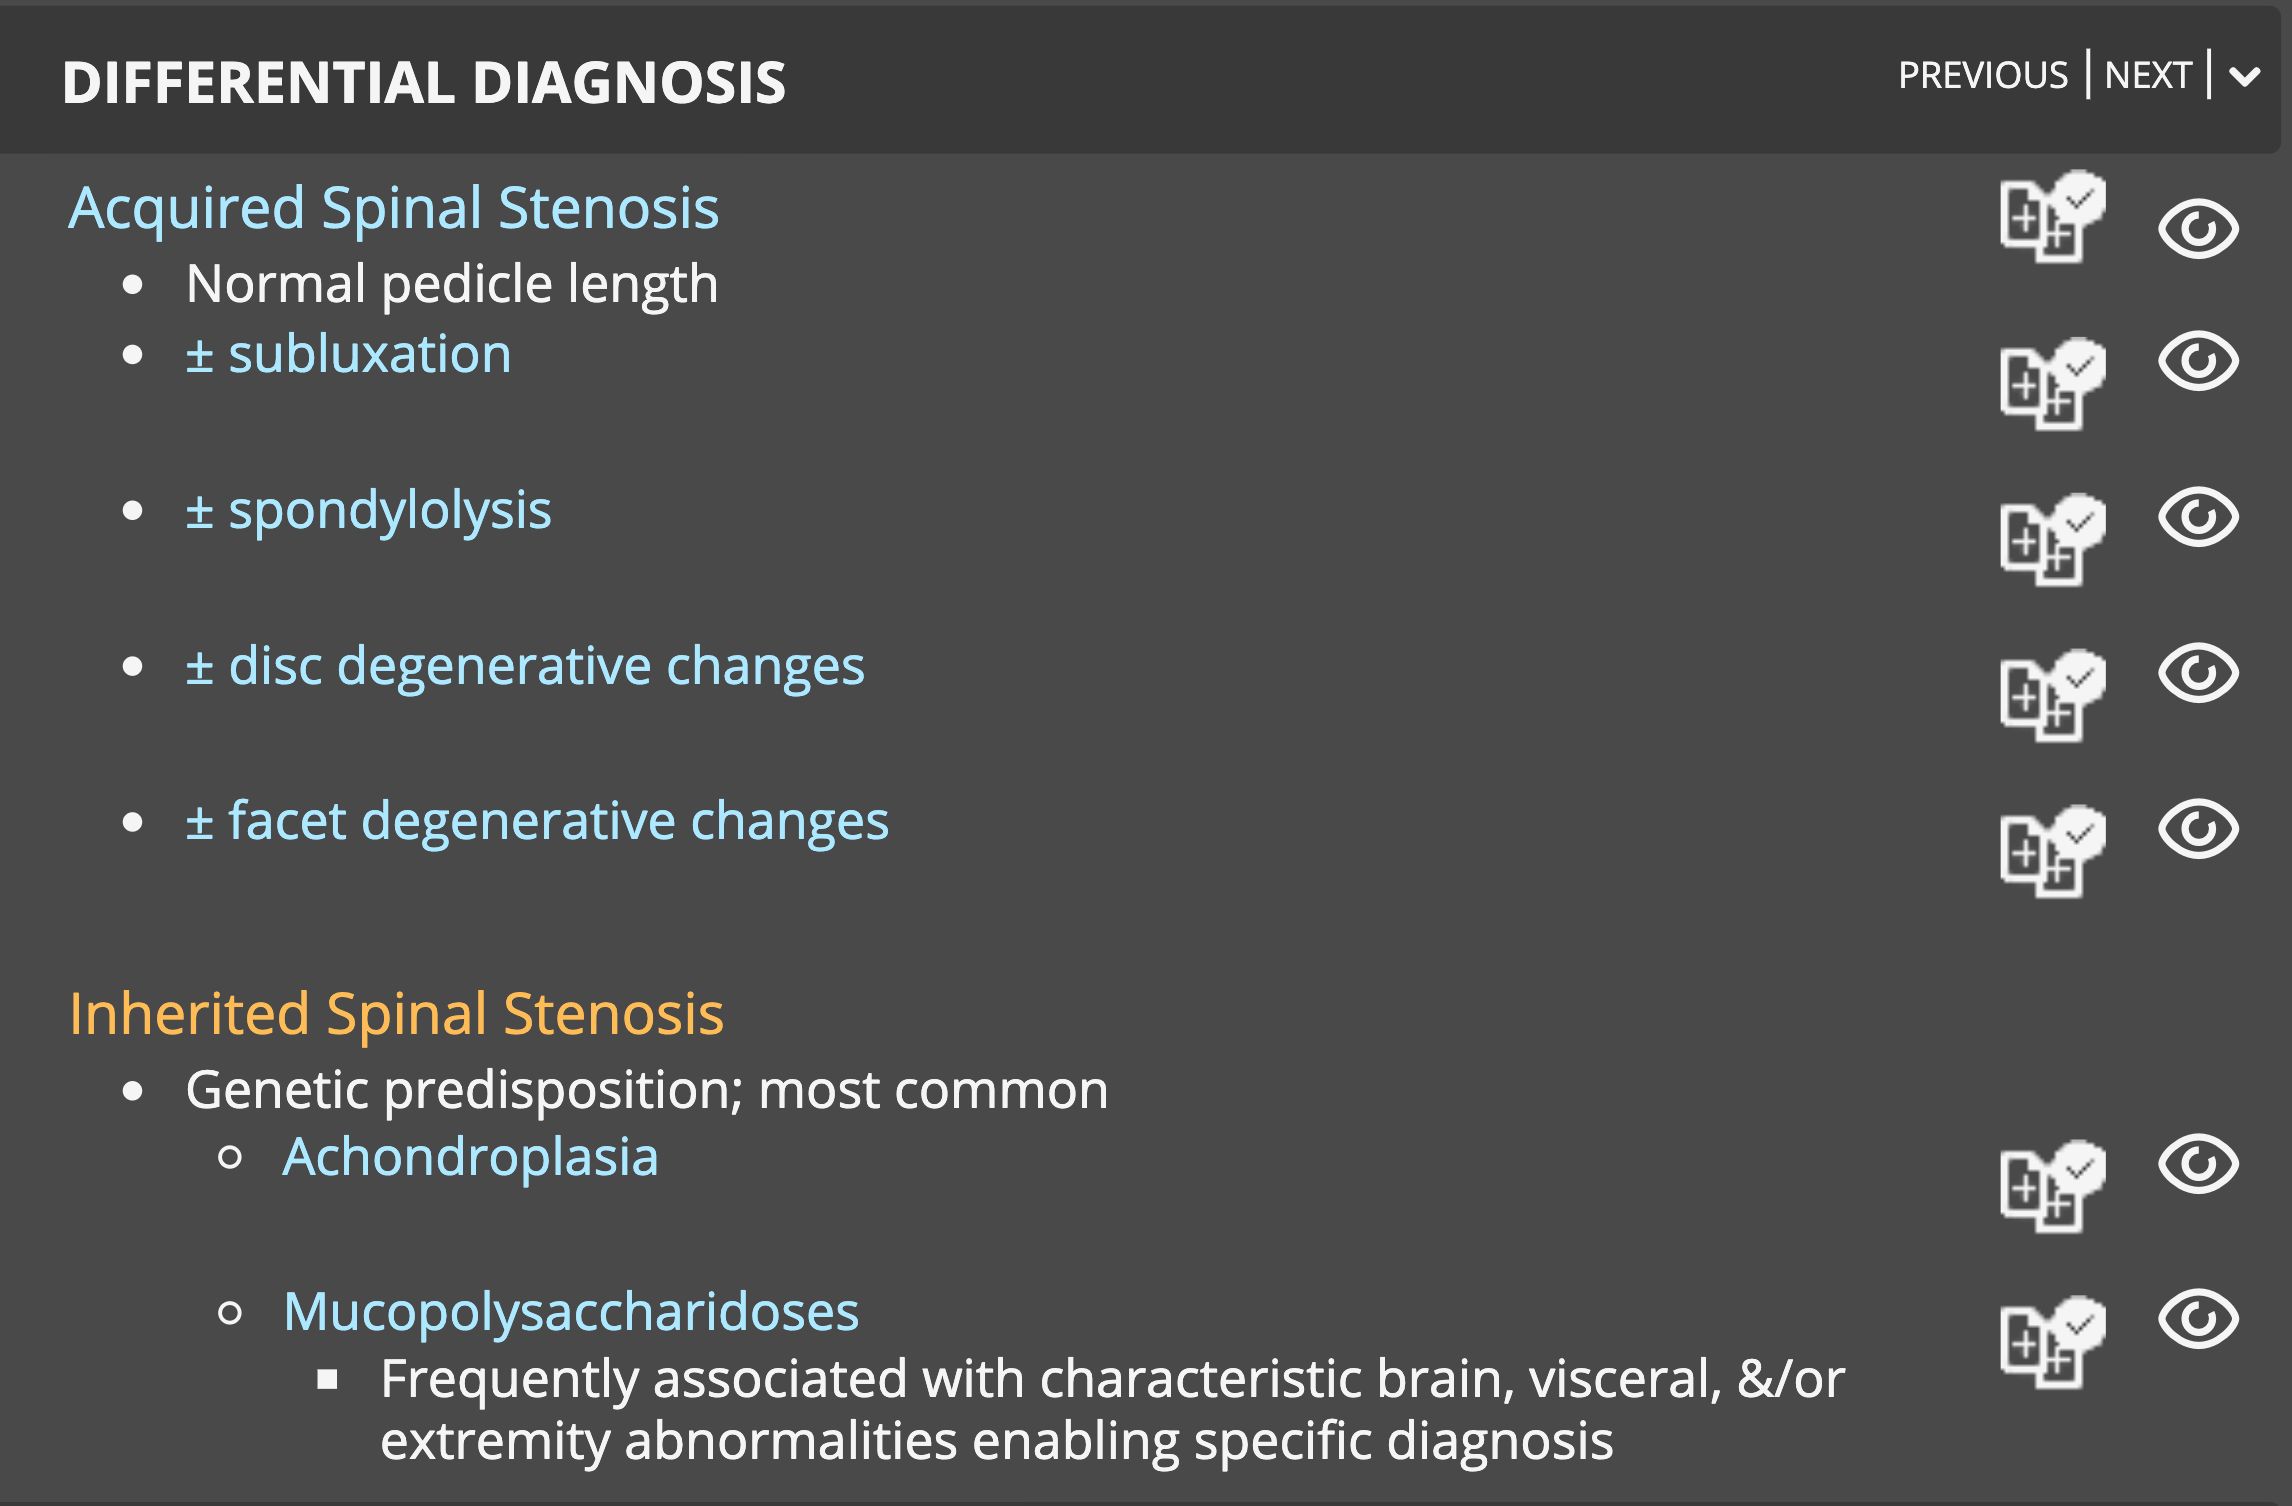 DIFFERENTIAL DIAGNOSIS
PREVIOUS | NEXT |
Acquired Spinal Stenosis
• Normal pedicle length
• ± subluxation
• ± spondylolysis
• ± disc degenerative changes
• ± facet degenerative changes
Inherited Spinal Stenosis
• Genetic predisposition; most common
○ Achondroplasia
○ Mucopolysaccharidoses
■ Frequently associated with characteristic brain, visceral, &/or
extremity abnormalities enabling specific diagnosis